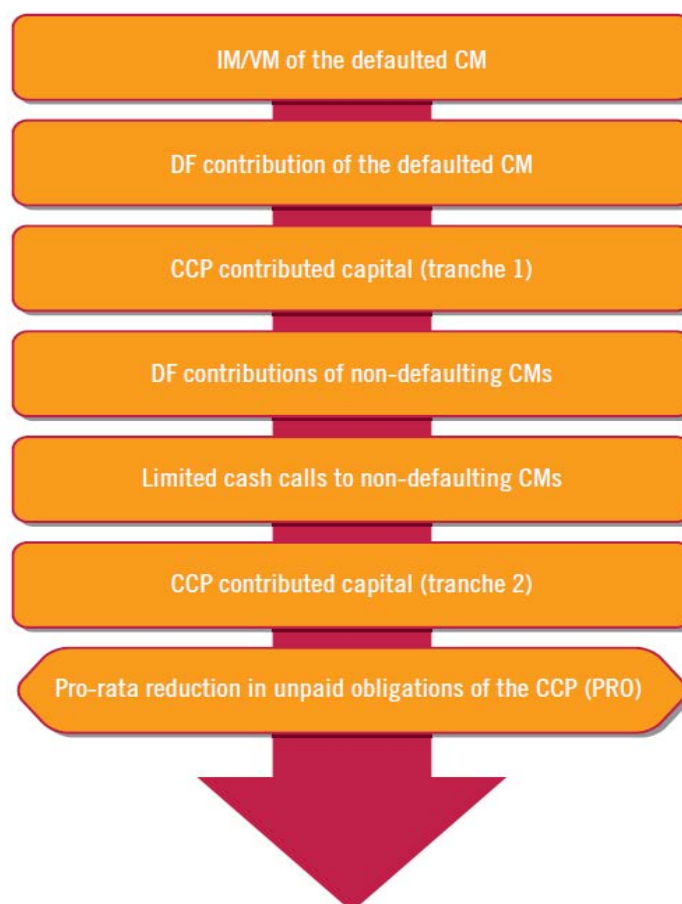 IM/VM of the defaulted CM
DF contribution of the defaulted CM
CCP contributed capital (tranche 1)
DF contributions of non-defaulting CMs
Limited cash calls to non-defaulting CMs
CCP contributed capital (tranche 2)
Pro-rata reduction in unpaid obligations of the CCP (PRO)